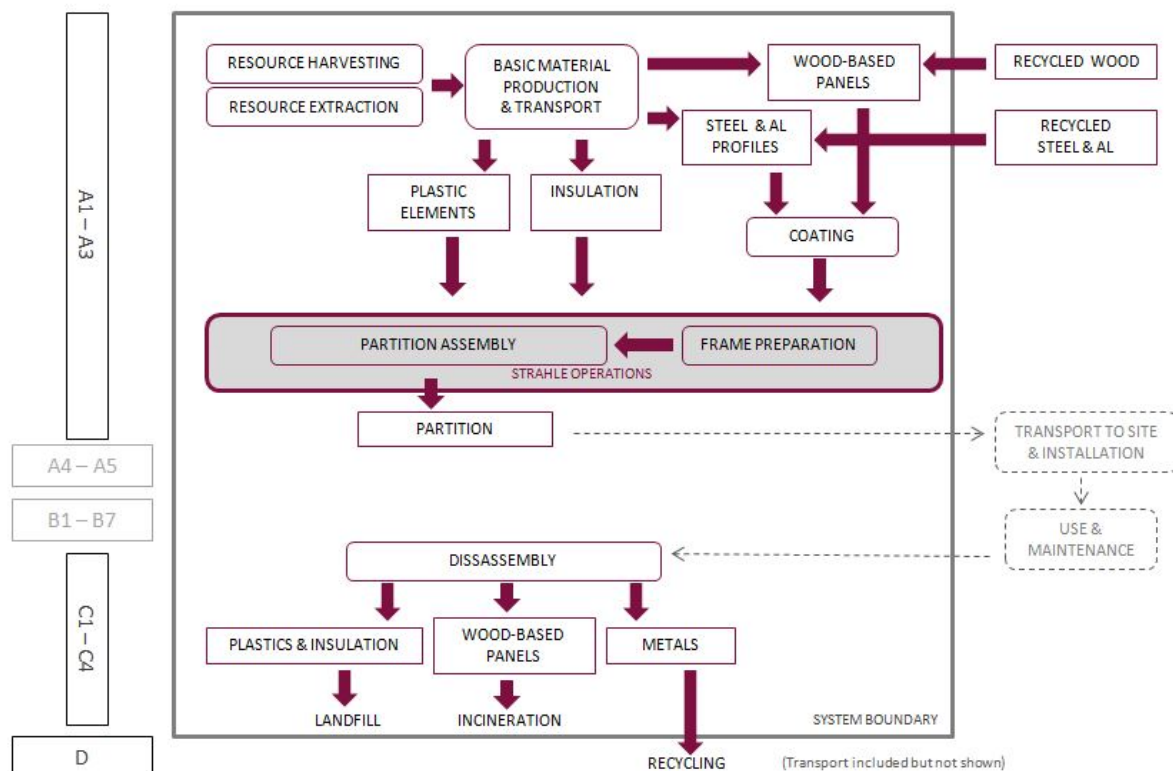 RESOURCE HARVESTING
RESOURCE EXTRACTION
BASIC MATERIAL
PRODUCTION
& TRANSPORT
WOOD-BASED
PANELS
RECYCLED WOOD
STEEL & AL
PROFILES
RECYCLED
STEEL & AL
PLASTIC
ELEMENTS
INSULATION
COATING
A1 – A3
PARTITION ASSEMBLY
FRAME PREPARATION
STRAHLE OPERATIONS
PARTITION
TRANSPORT TO SITE
& INSTALLATION
A4 – A5
B1 – B7
USE &
MAINTENANCE
DISSASSEMBLY
C1 – C4
PLASTICS & INSULATION
WOOD-BASED
PANELS
METALS
LANDFILL
INCINERATION
SYSTEM BOUNDARY
D
RECYCLING
(Transport included but not shown)